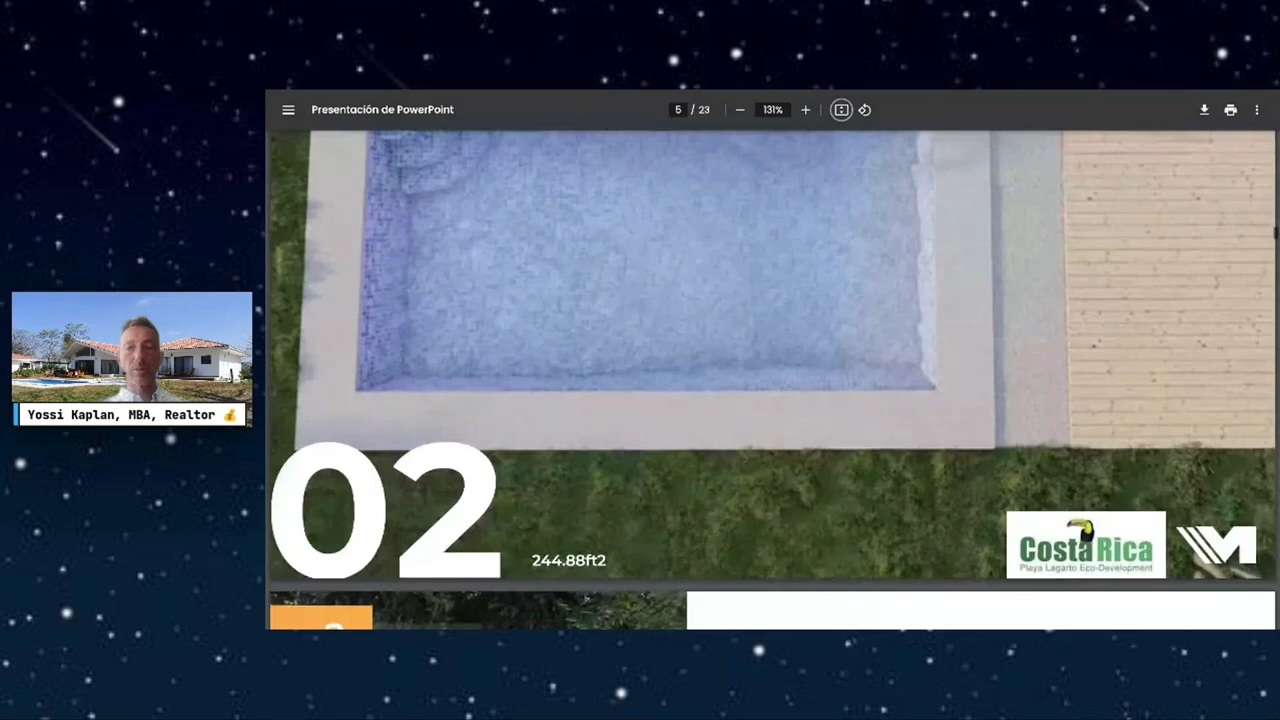 Presentación de PowerPoint
5 / 23
131%
Yossi Kaplan, MBA, Realtor 💰
02
244.88ft2
Costa Rica
Playa Lagarto Eco-Development